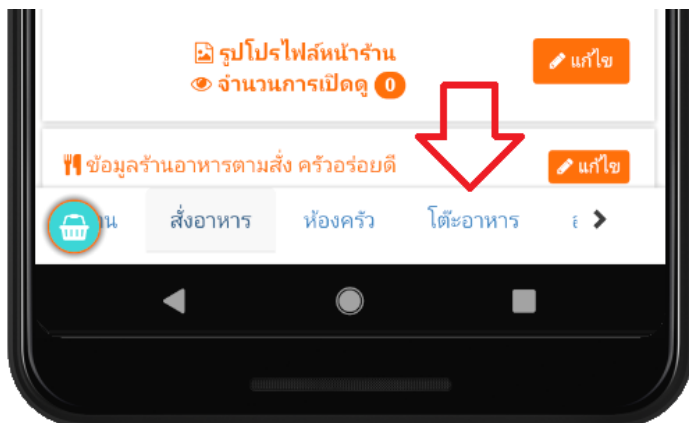 รูปโปรไฟล์หน้าร้าน
จำนวนการเปิดดู 0
แก้ไข
ข้อมูลร้านอาหารตามสั่ง ครัวอร่อยดี
แก้ไข
สั่งอาหาร ห้องครัว โต๊ะอาหาร